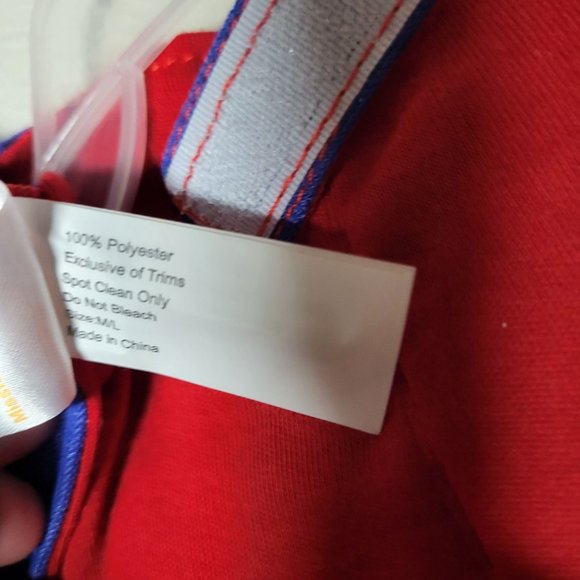 100% Polyester
Exclusive of Trims
Spot Clean Only
Do Not Bleach
Size:M/L
Made In China